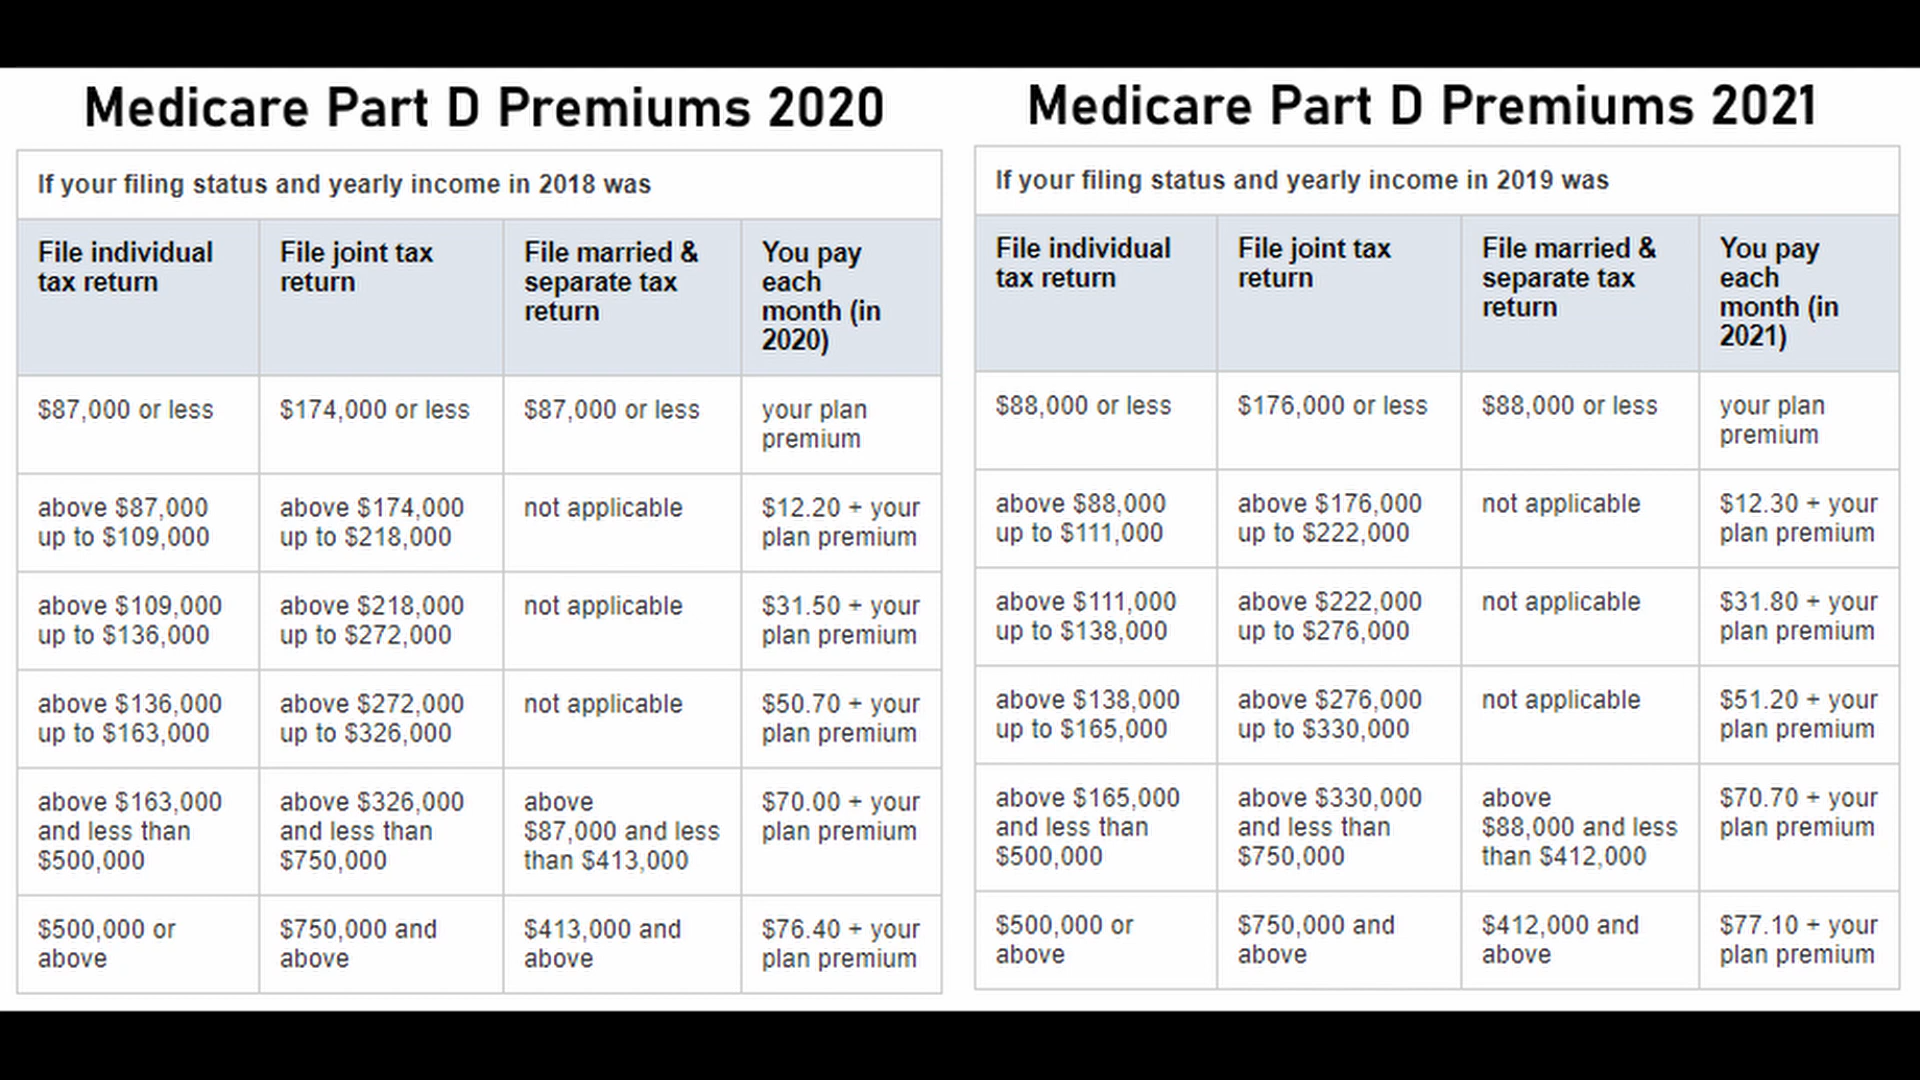 Medicare Part D Premiums 2020
If your filing status and yearly income in 2018 was
File individual
tax return
File joint tax
return
File married &
separate tax
return
You pay
each
month (in
2020)
$87,000 or less
$174,000 or less
$87,000 or less
your plan
premium
above $87,000
up to $109,000
above $174,000
up to $218,000
not applicable
$12.20 + your
plan premium
above $109,000
up to $136,000
above $218,000
up to $272,000
not applicable
$31.50 + your
plan premium
above $136,000
up to $163,000
above $272,000
up to $326,000
not applicable
$50.70 + your
plan premium
above $163,000
and less than
$500,000
above $326,000
and less than
$750,000
above
$87,000 and less
than $413,000
$70.00 + your
plan premium
$500,000 or
above
$750,000 and
above
$413,000 and
above
$76.40 + your
plan premium
Medicare Part D Premiums 2021
If your filing status and yearly income in 2019 was
File individual
tax return
File joint tax
return
File married &
separate tax
return
You pay
each
month (in
2021)
$88,000 or less
$176,000 or less
$88,000 or less
your plan
premium
above $88,000
up to $111,000
above $176,000
up to $222,000
not applicable
$12.30 + your
plan premium
above $111,000
up to $138,000
above $222,000
up to $276,000
not applicable
$31.80 + your
plan premium
above $138,000
up to $165,000
above $276,000
up to $330,000
not applicable
$51.20 + your
plan premium
above $165,000
and less than
$500,000
above $330,000
and less than
$750,000
above
$88,000 and less
than $412,000
$70.70 + your
plan premium
$500,000 or
above
$750,000 and
above
$412,000 and
above
$77.10 + your
plan premium